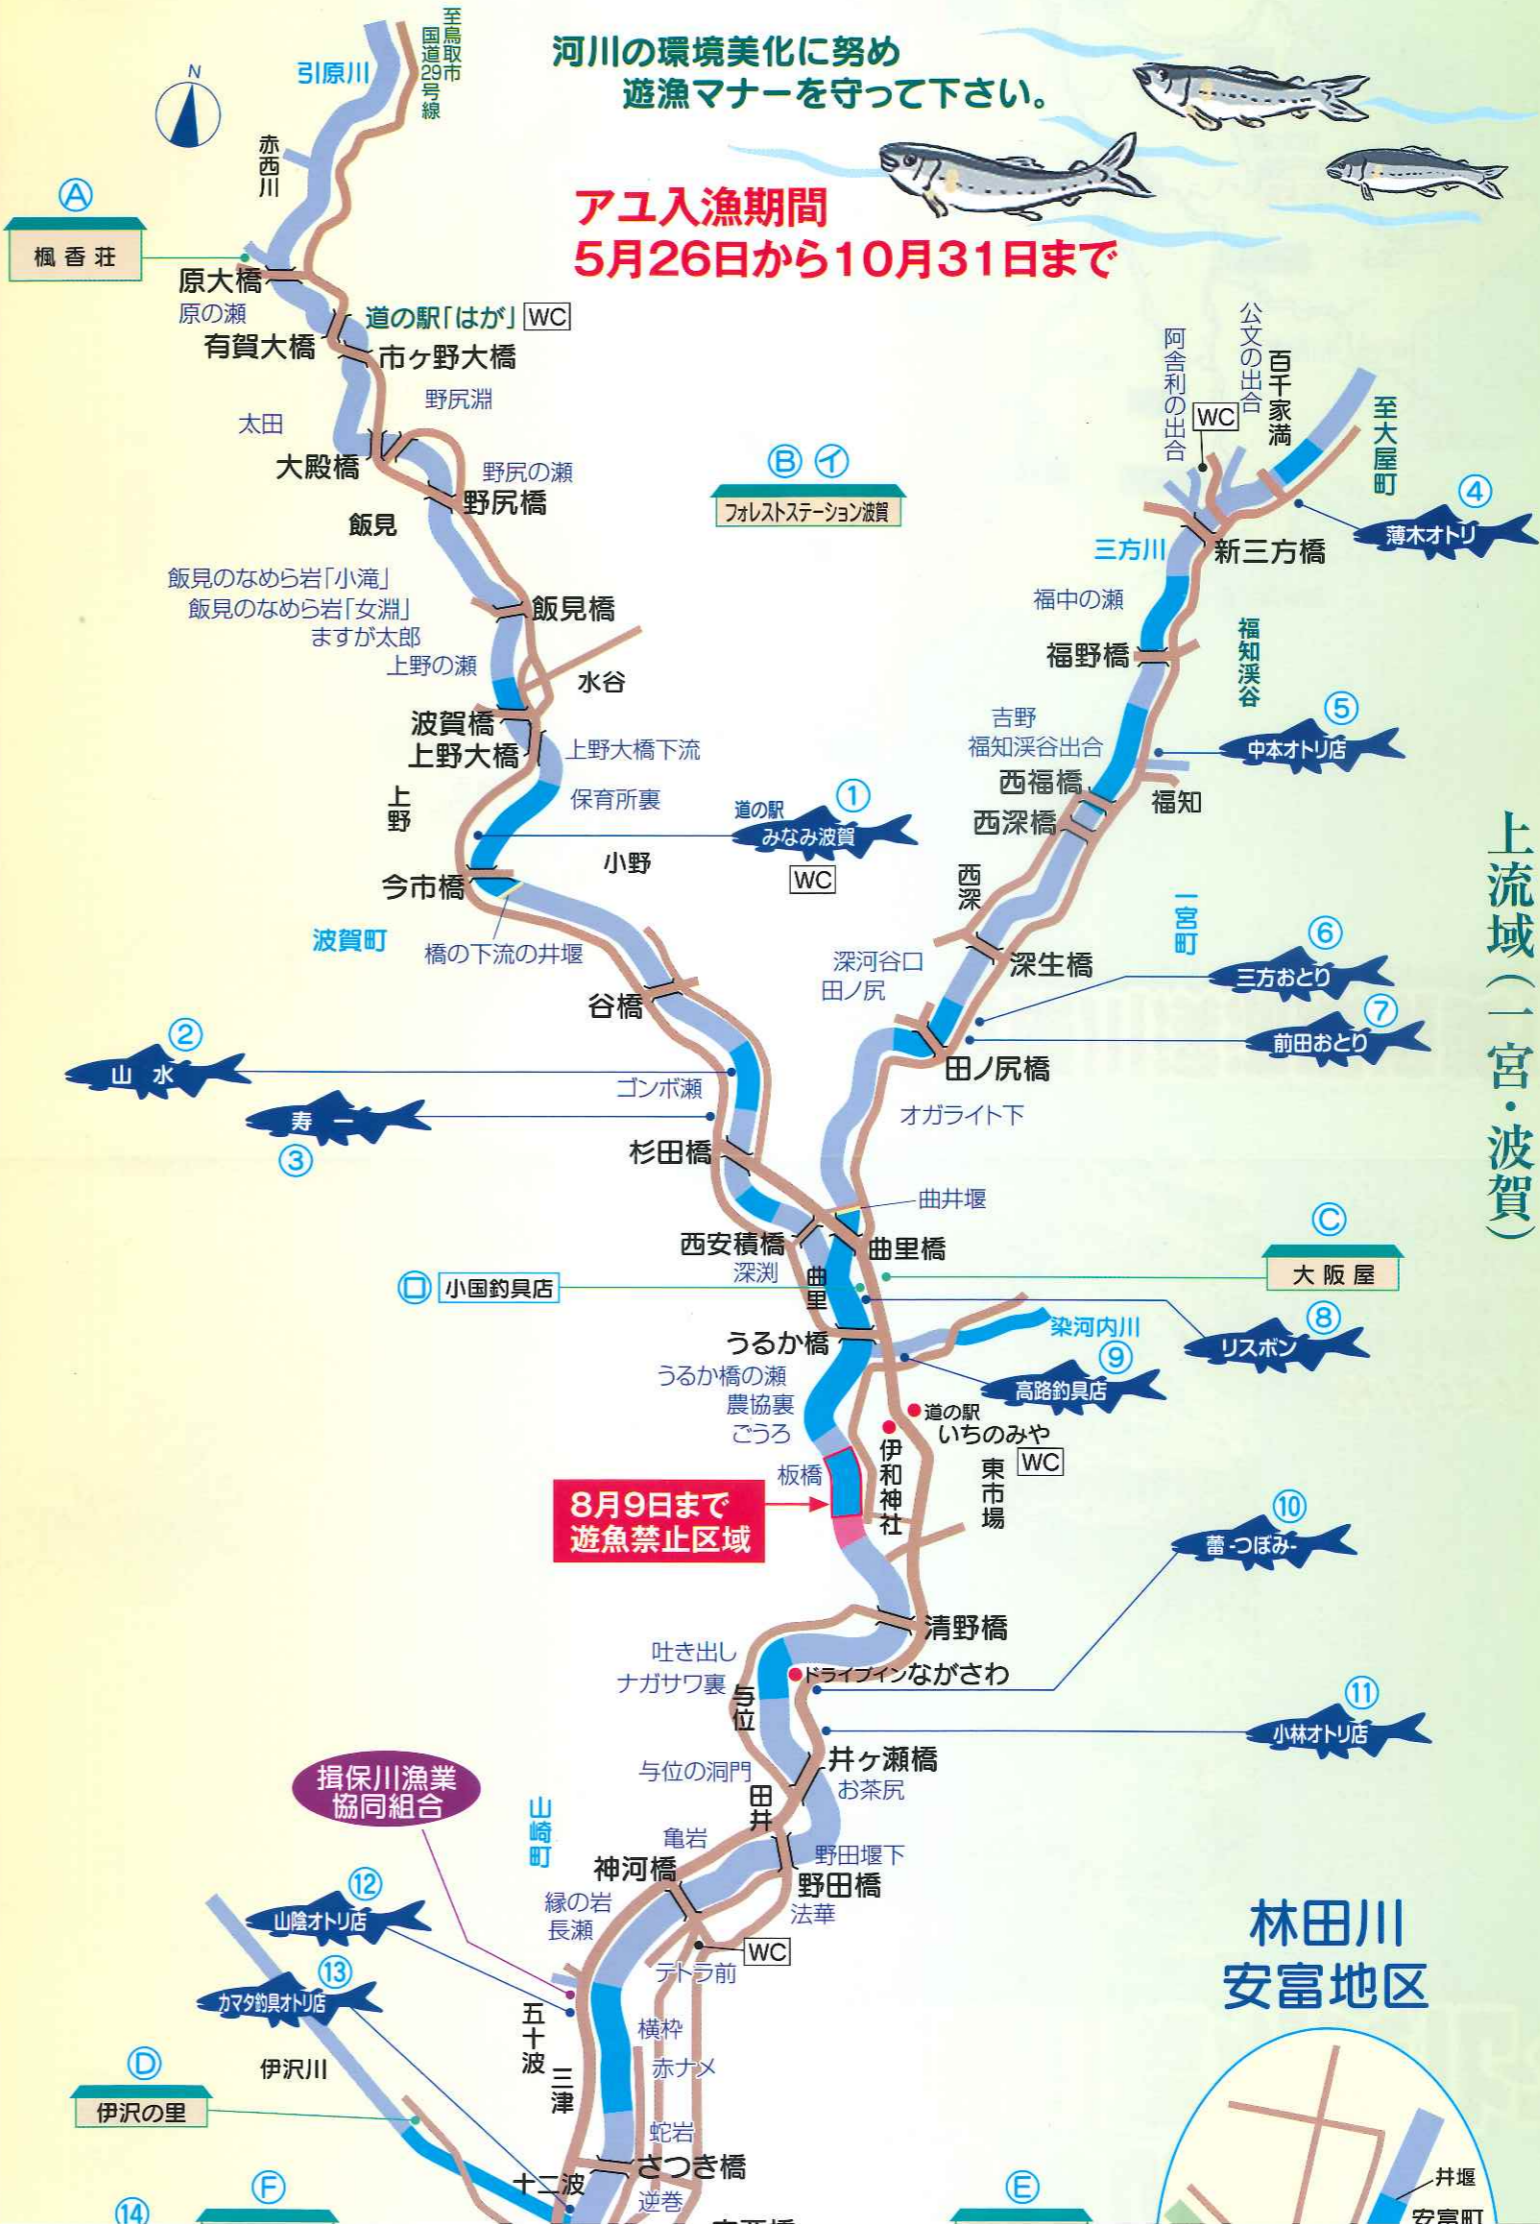 河川の環境美化に努め
遊漁マナーを守って下さい。
アユ入漁期間
5月26日から10月31日まで
至鳥取市
国道29号線
引原川
N
赤西川
Ⓐ
楓香荘
原大橋
原の瀬
道の駅「はが」 WC
有賀大橋
市ヶ野大橋
野尻淵
太田
大殿橋
野尻の瀬
野尻橋
飯見
Ⓑ ㋑
フォレストステーション波賀
飯見のなめら岩「小滝」
飯見のなめら岩「女淵」
ますが太郎
上野の瀬
飯見橋
水谷
波賀橋
上野大橋
上野大橋下流
上野
保育所裏
①
道の駅
みなみ波賀
WC
小野
今市橋
波賀町
橋の下流の井堰
谷橋
②
山水
ゴンボ瀬
寿一
③
杉田橋
西安積橋
深渕
曲里
㋺ 小国釣具店
公文の出合
阿舎利の出合
WC
百千家満
至大屋町
④
薄木オトリ
三方川
新三方橋
福中の瀬
福野橋
福知渓谷
吉野
福知渓谷出合
⑤
中本オトリ店
西福橋
福知
西深橋
西深
一宮町
深河谷口
田ノ尻
深生橋
⑥
三方おとり
⑦
前田おとり
田ノ尻橋
オガライト下
上流域(一宮・波賀)
曲井堰
曲里橋
Ⓒ
大阪屋
うるか橋
染河内川
⑧
リスボン
⑨
高路釣具店
うるか橋の瀬
農協裏
ごうろ
道の駅
いちのみや
WC
伊和神社
東市場
板橋
8月9日まで
遊魚禁止区域
⑩
蕾-つぼみ-
清野橋
吐き出し
ナガサワ裏
ドライブインながさわ
与位
⑪
小林オトリ店
井ヶ瀬橋
与位の洞門
お茶尻
田井
揖保川漁業
協同組合
山崎町
亀岩
神河橋
野田堰下
野田橋
法華
縁の岩
長瀬
⑫
山陰オトリ店
WC
テトラ前
⑬
カマタ釣具オトリ店
五十波
横枠
伊沢川
三津
赤ナメ
Ⓓ
伊沢の里
蛇岩
さつき橋
十二波
逆巻
⑭
Ⓕ
Ⓔ
林田川
安富地区
井堰
安富町